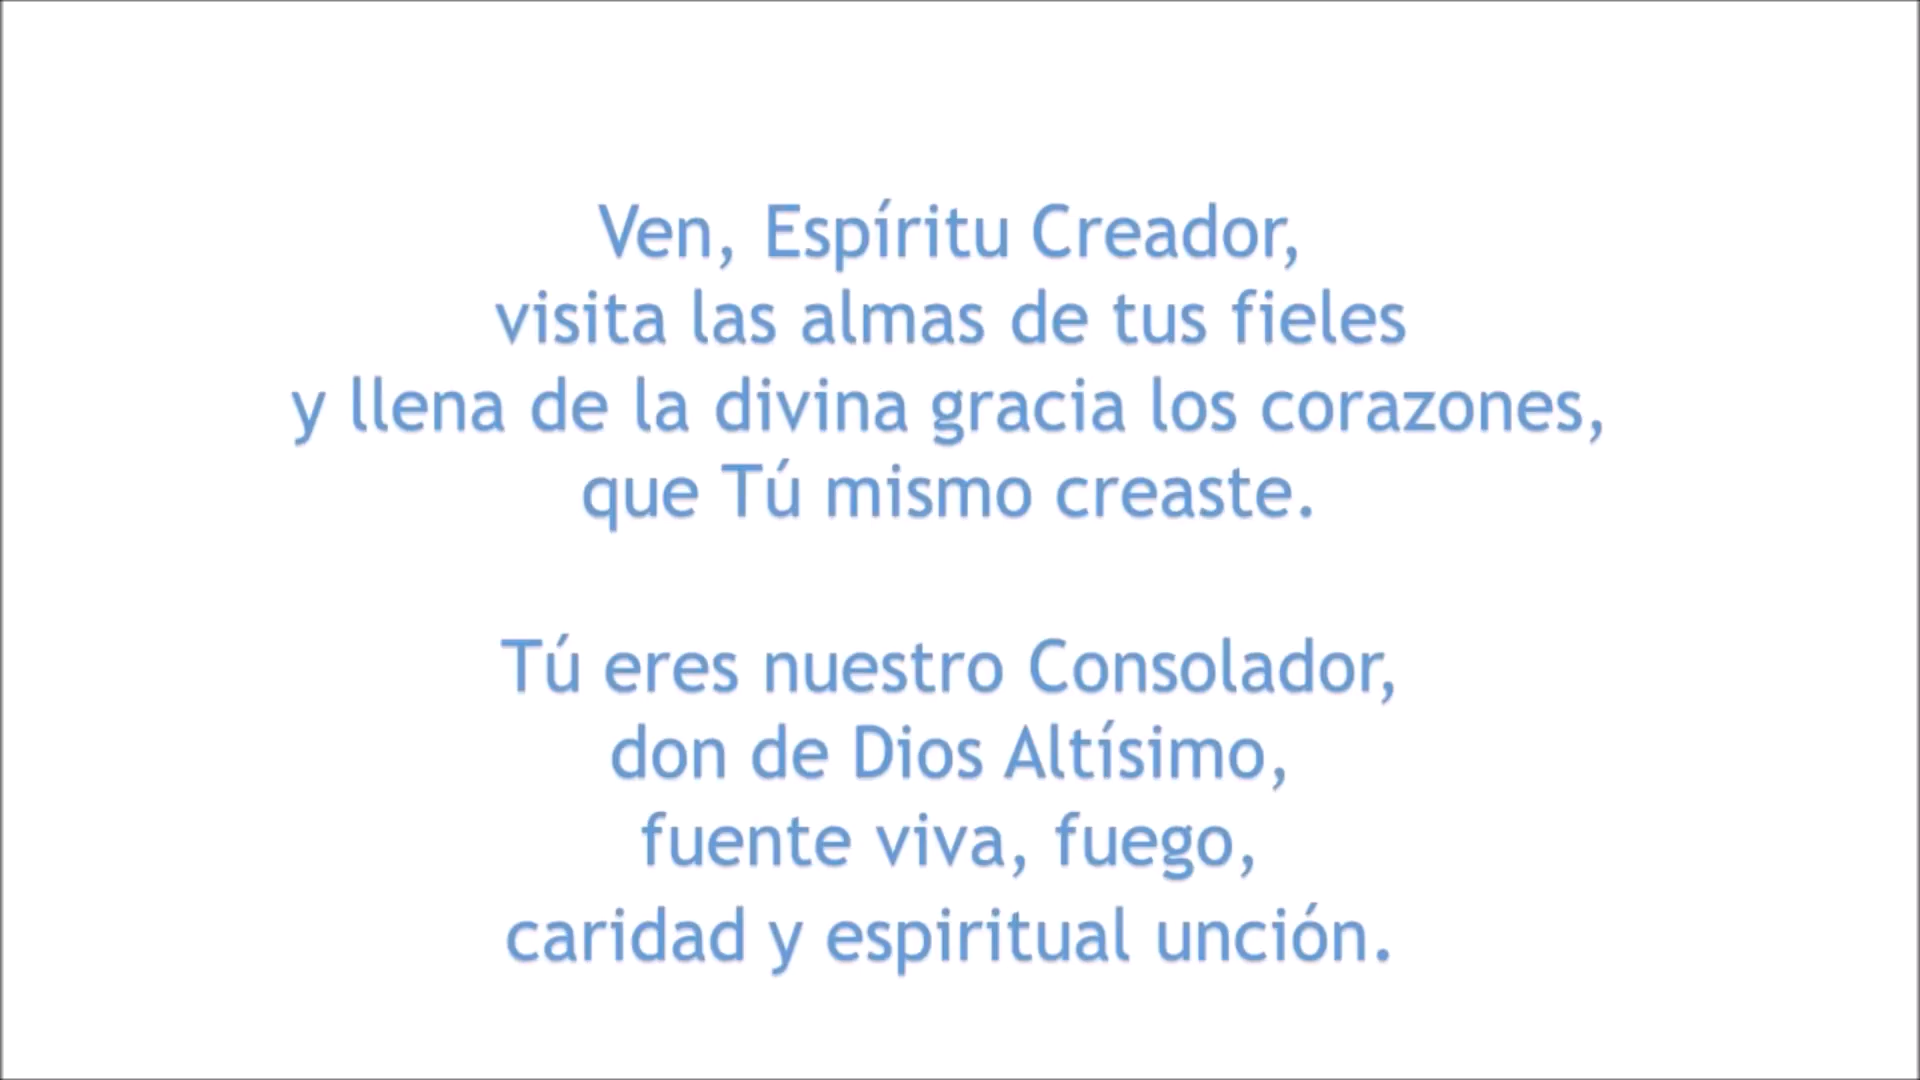 Ven, Espíritu Creador,
visita las almas de tus fieles
y llena de la divina gracia los corazones,
que Tú mismo creaste.
Tú eres nuestro Consolador,
don de Dios Altísimo,
fuente viva, fuego,
caridad y espiritual unción.